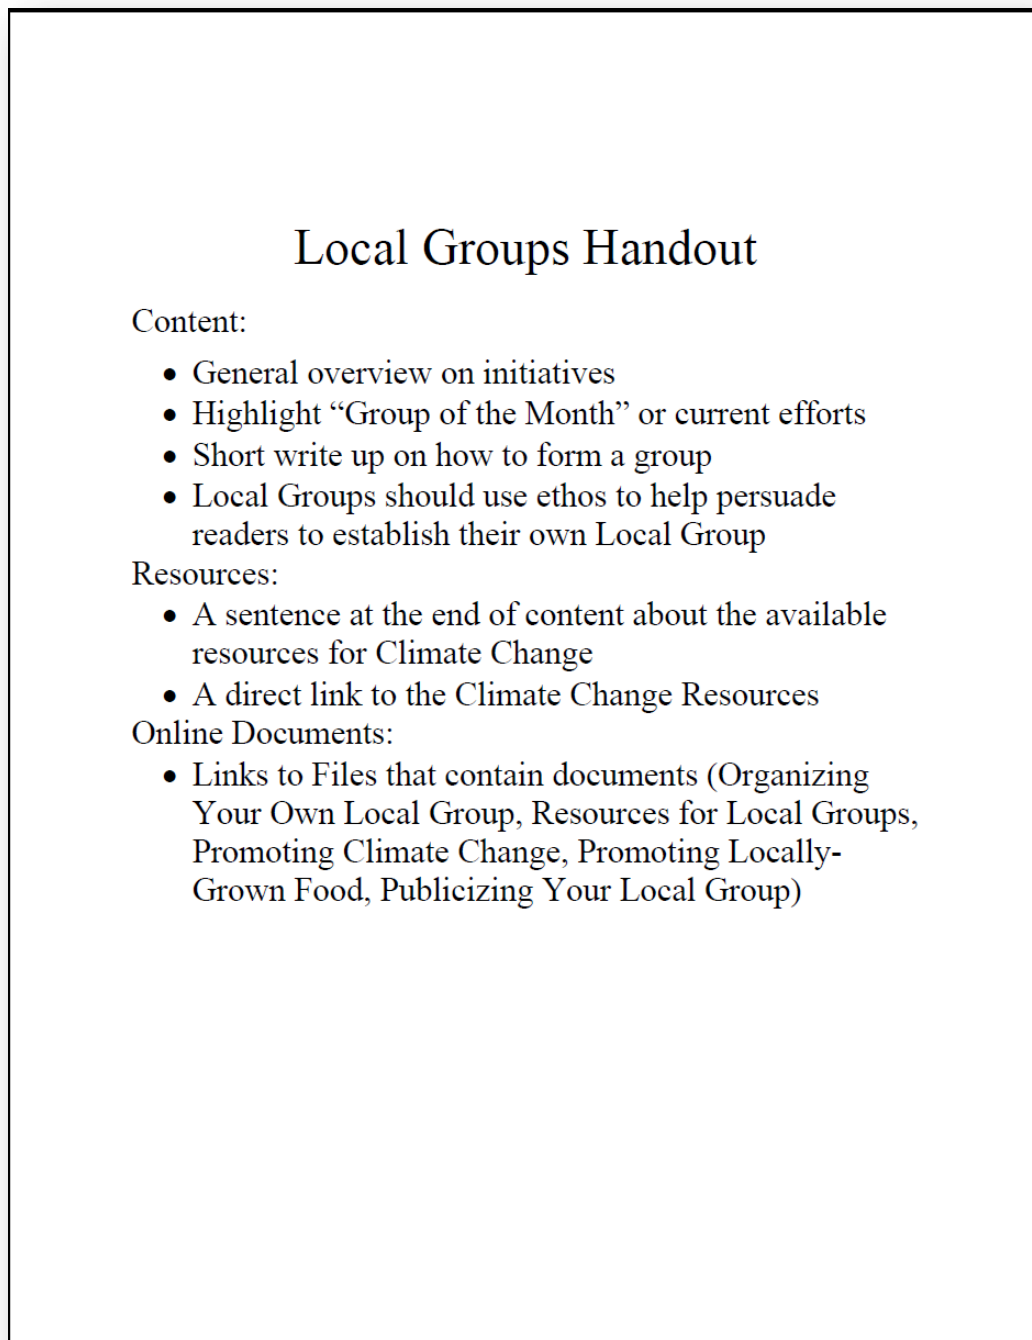 Local Groups Handout
Content:
• General overview on initiatives
• Highlight “Group of the Month” or current efforts
• Short write up on how to form a group
• Local Groups should use ethos to help persuade
readers to establish their own Local Group
Resources:
• A sentence at the end of content about the available
resources for Climate Change
• A direct link to the Climate Change Resources
Online Documents:
• Links to Files that contain documents (Organizing
Your Own Local Group, Resources for Local Groups,
Promoting Climate Change, Promoting Locally-
Grown Food, Publicizing Your Local Group)